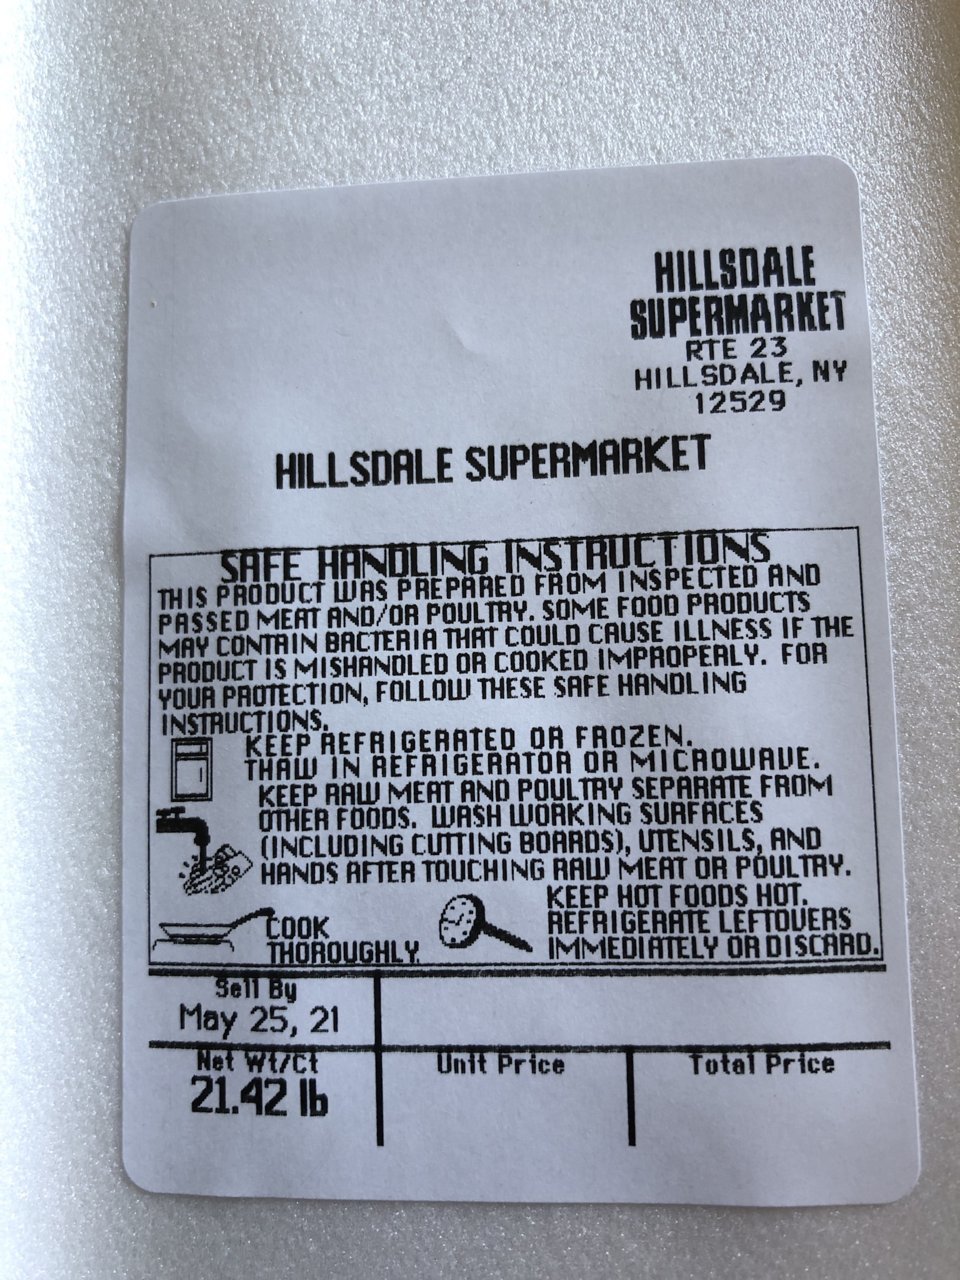 HILLSDALE
SUPERMARKET
RTE 23
HILLSDALE, NY
12529
HILLSDALE SUPERMARKET
SAFE HANDLING INSTRUCTIONS
THIS PRODUCT WAS PREPARED FROM INSPECTED AND
PASSED MEAT AND/OR POULTRY. SOME FOOD PRODUCTS
MAY CONTAIN BACTERIA THAT COULD CAUSE ILLNESS IF THE
PRODUCT IS MISHANDLED OR COOKED IMPROPERLY. FOR
YOUR PROTECTION, FOLLOW THESE SAFE HANDLING
INSTRUCTIONS.
KEEP REFRIGERATED OR FROZEN.
THAW IN REFRIGERATOR OR MICROWAVE.
KEEP RAW MEAT AND POULTRY SEPARATE FROM
OTHER FOODS. WASH WORKING SURFACES
(INCLUDING CUTTING BOARDS), UTENSILS, AND
HANDS AFTER TOUCHING RAW MEAT OR POULTRY.
COOK
THOROUGHLY.
KEEP HOT FOODS HOT.
REFRIGERATE LEFTOVERS
IMMEDIATELY OR DISCARD.
Sell By
May 25, 21
Net Wt/Ct
21.42 lb
Unit Price
Total Price